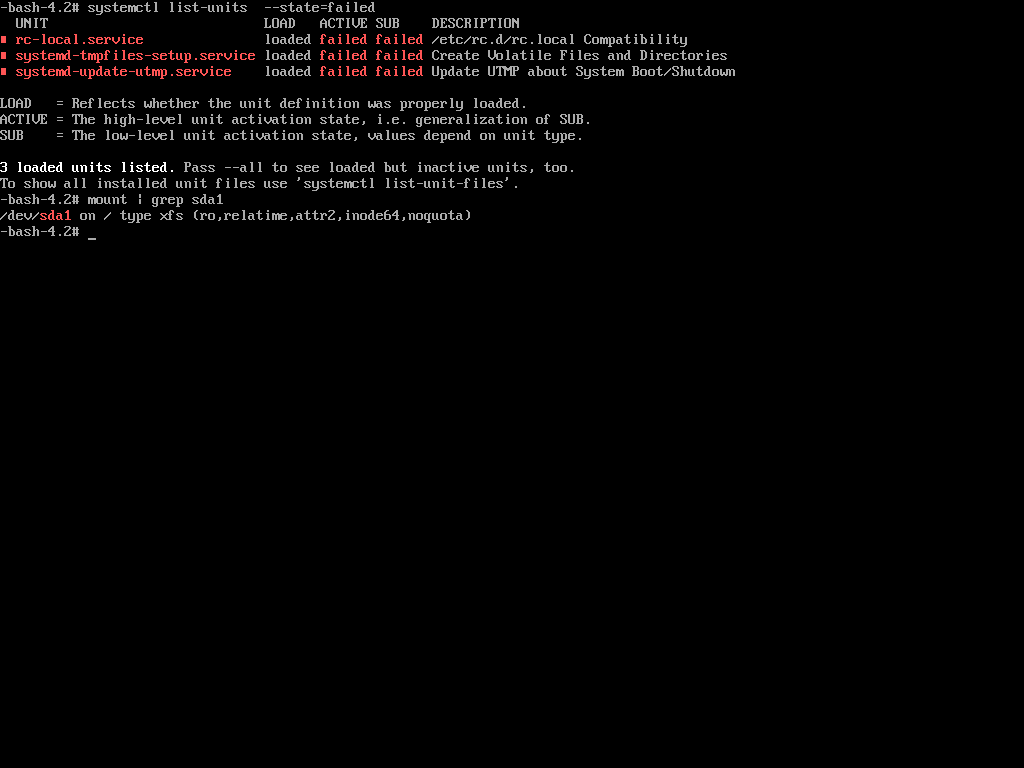 -bash-4.2# systemctl list-units  --state=failed
  UNIT                           LOAD   ACTIVE SUB    DESCRIPTION
● rc-local.service               loaded failed failed /etc/rc.d/rc.local Compatibility
● systemd-tmpfiles-setup.service loaded failed failed Create Volatile Files and Directories
● systemd-update-utmp.service    loaded failed failed Update UTMP about System Boot/Shutdown
LOAD   = Reflects whether the unit definition was properly loaded.
ACTIVE = The high-level unit activation state, i.e. generalization of SUB.
SUB    = The low-level unit activation state, values depend on unit type.
3 loaded units listed. Pass --all to see loaded but inactive units, too.
To show all installed unit files use 'systemctl list-unit-files'.
-bash-4.2# mount | grep sda1
/dev/sda1 on / type xfs (ro,relatime,attr2,inode64,noquota)
-bash-4.2# _